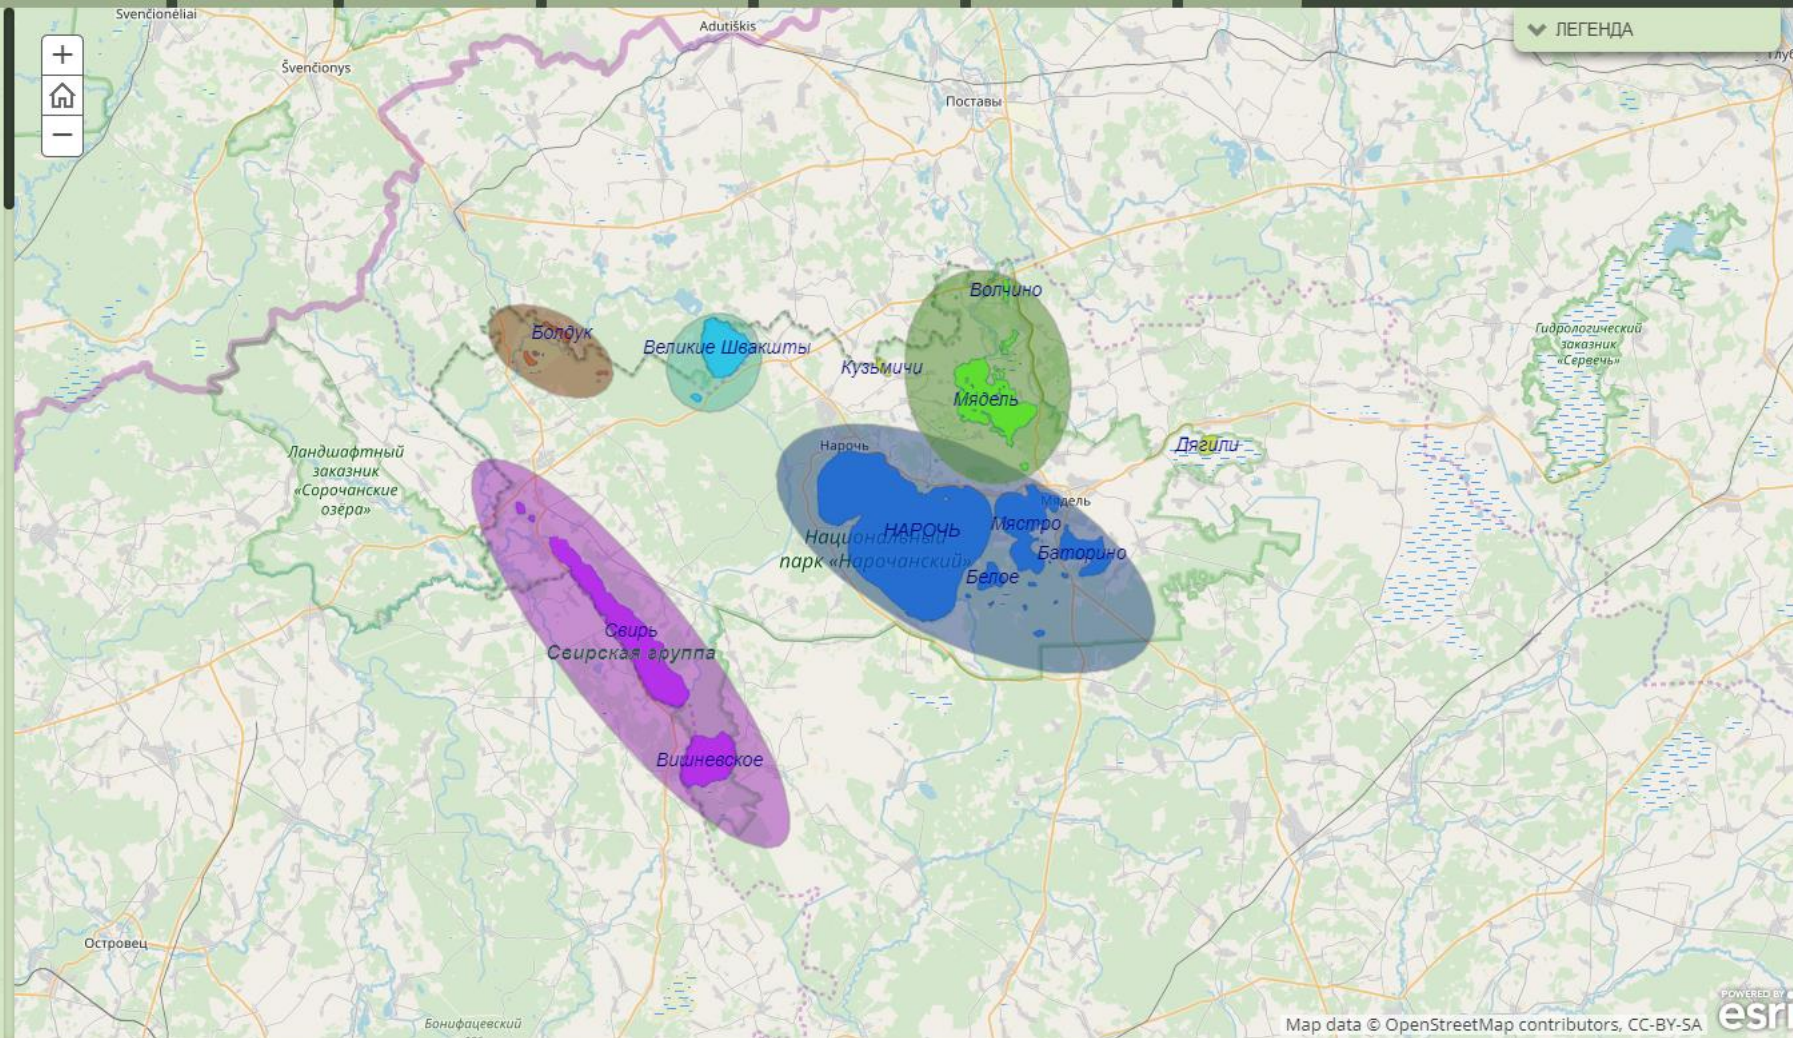 Švenčionėliai
Adutiškis
ЛЕГЕНДА
+
Švenčionys
Поставы
−
Волчино
Болдук
Великие Швакшты
Кузьмичи
Гидрологический
заказник
«Сервечь»
Мядель
Нарочь
Дягили
Ландшафтный
заказник
«Сорочанские
озёра»
Мядель
НАРОЧЬ
Мястро
Национальный
парк «Нарочанский»
Баторино
Белое
Свирь
Свирская группа
Вишневское
Островец
Бонифацевский
POWERED BY
esri
Map data © OpenStreetMap contributors, CC-BY-SA